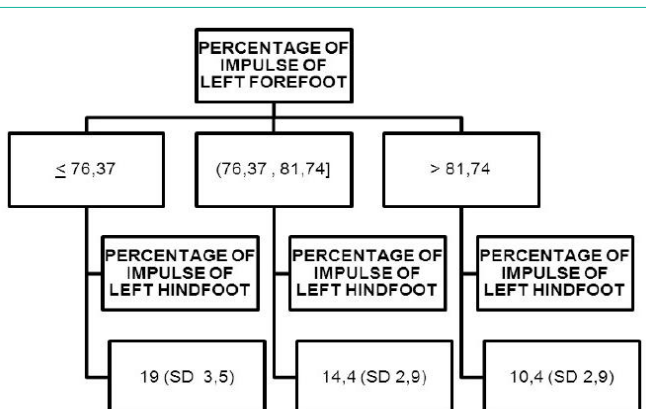 PERCENTAGE OF
IMPULSE OF
LEFT FOREFOOT
≤ 76,37
(76,37 , 81,74]
> 81,74
PERCENTAGE OF
IMPULSE OF
LEFT HINDFOOT
PERCENTAGE OF
IMPULSE OF
LEFT HINDFOOT
PERCENTAGE OF
IMPULSE OF
LEFT HINDFOOT
19 (SD 3,5)
14,4 (SD 2,9)
10,4 (SD 2,9)